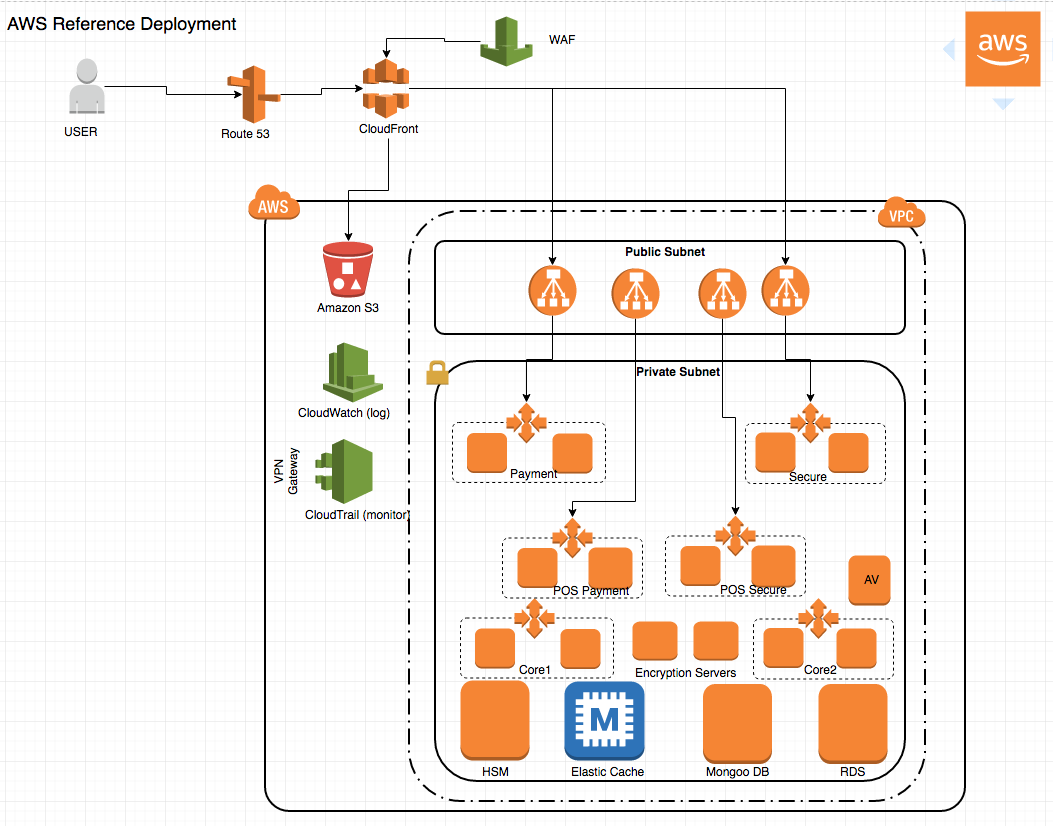 AWS Reference Deployment
WAF
aws
USER
Route 53
CloudFront
AWS
VPC
Public Subnet
Amazon S3
Private Subnet
CloudWatch (log)
VPN
Gateway
CloudTrail (monitor)
Payment
Secure
POS Payment
POS Secure
AV
Core1
Encryption Servers
Core2
M
HSM
Elastic Cache
Mongoo DB
RDS